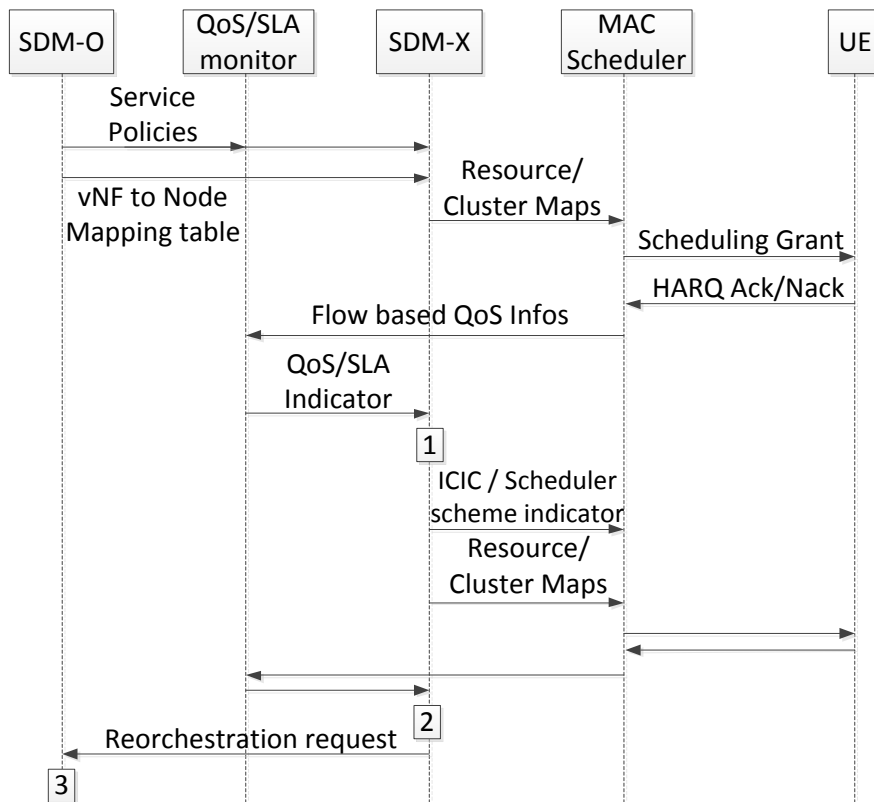 SDM-O
QoS/SLA
monitor
SDM-X
MAC
Scheduler
UE
Service
Policies
vNF to Node
Mapping table
Resource/
Cluster Maps
Scheduling Grant
HARQ Ack/Nack
Flow based QoS Infos
QoS/SLA
Indicator
1
ICIC / Scheduler
scheme indicator
Resource/
Cluster Maps
2
Reorchestration request
3